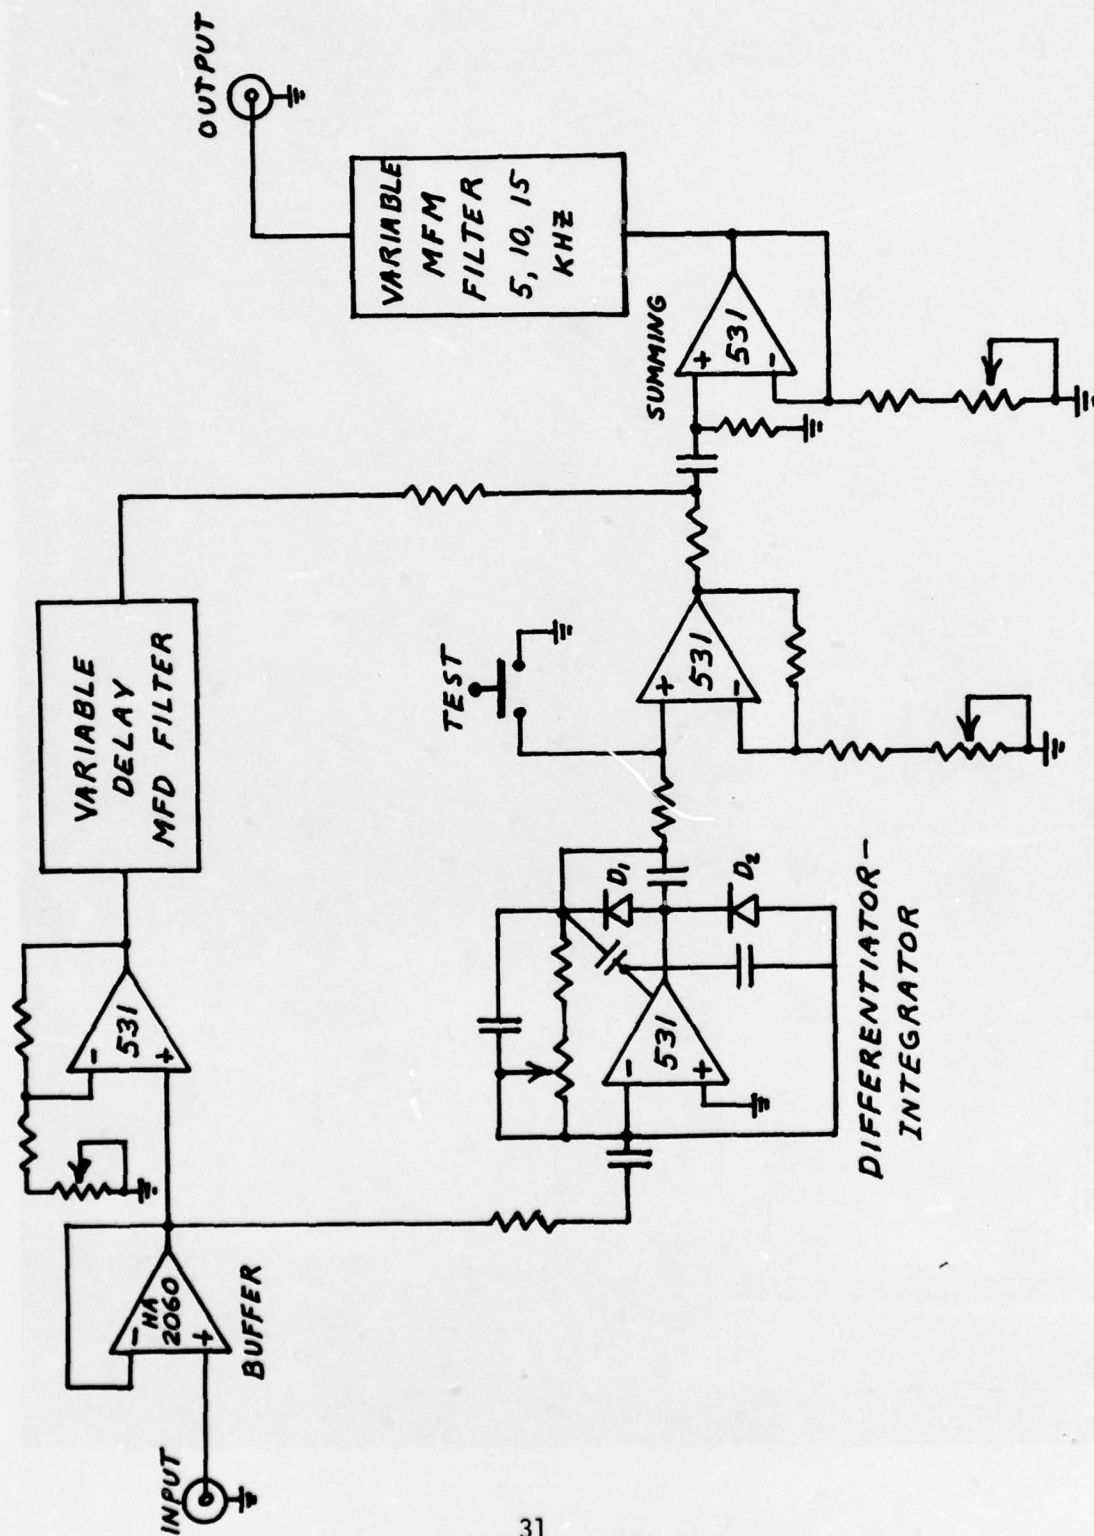 INPUT
HA
2060
-
+
BUFFER
531
-
+
VARIABLE
DELAY
MFD FILTER
531
-
+
D1
D2
DIFFERENTIATOR-
INTEGRATOR
TEST
531
+
-
SUMMING
531
+
-
VARIABLE
MFM
FILTER
5, 10, 15
KHZ
OUTPUT
31